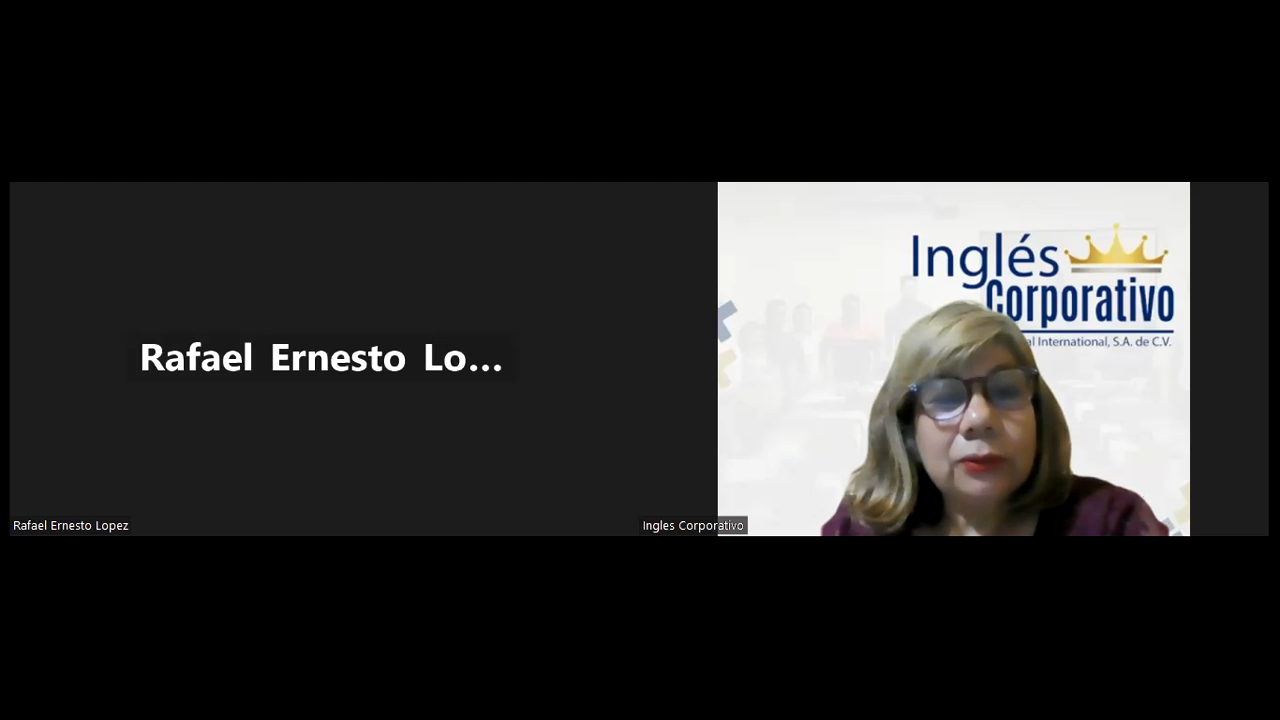 Rafael Ernesto Lo...
Rafael Ernesto Lopez
Inglés
Corporativo
al International, S.A. de C.V.
Ingles Corporativo